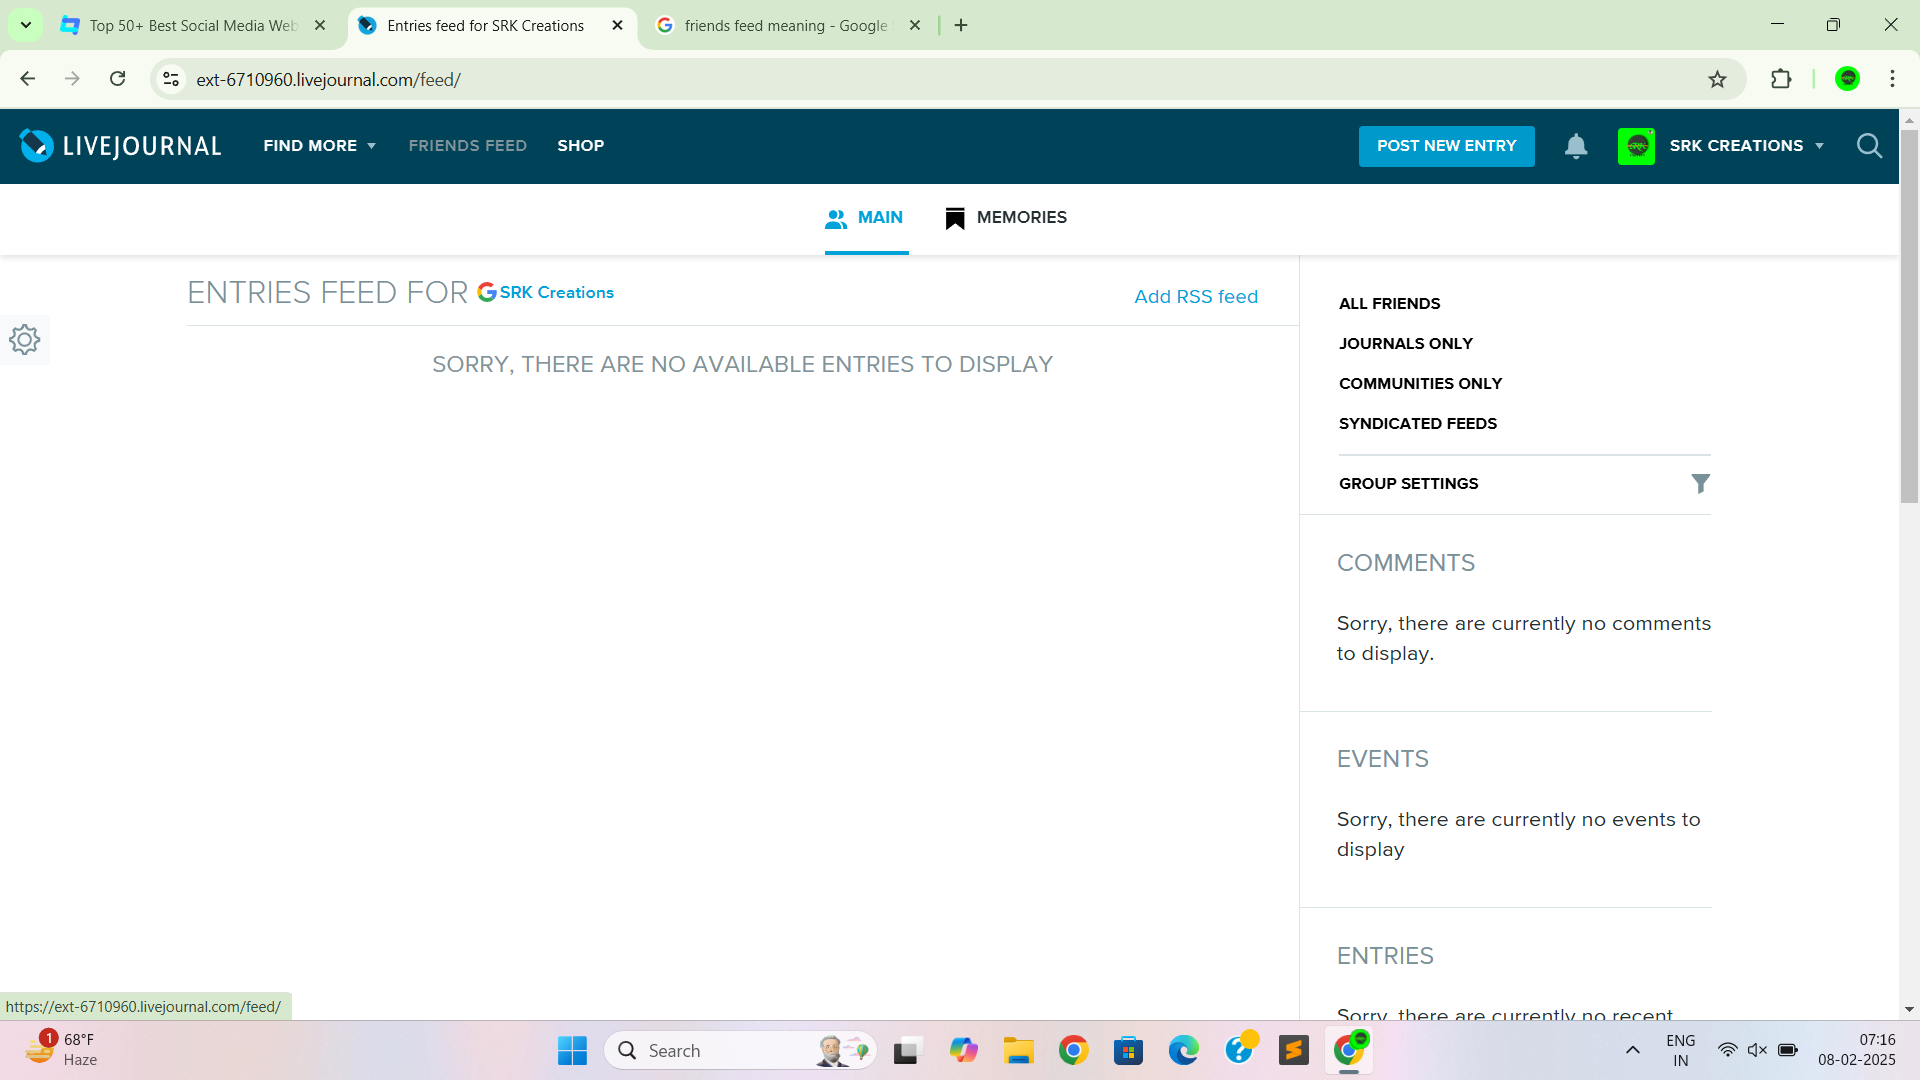 Top 50+ Best Social Media Web
Entries feed for SRK Creations
friends feed meaning - Google
ext-6710960.livejournal.com/feed/
LIVEJOURNAL
FIND MORE
FRIENDS FEED
SHOP
POST NEW ENTRY
SRK CREATIONS
MAIN
MEMORIES
ENTRIES FEED FOR SRK Creations
Add RSS feed
SORRY, THERE ARE NO AVAILABLE ENTRIES TO DISPLAY
ALL FRIENDS
JOURNALS ONLY
COMMUNITIES ONLY
SYNDICATED FEEDS
GROUP SETTINGS
COMMENTS
Sorry, there are currently no comments
to display.
EVENTS
Sorry, there are currently no events to
display
ENTRIES
Sorry, there are currently no recent
https://ext-6710960.livejournal.com/feed/
1
68°F
Haze
Search
ENG
IN
07:16
08-02-2025